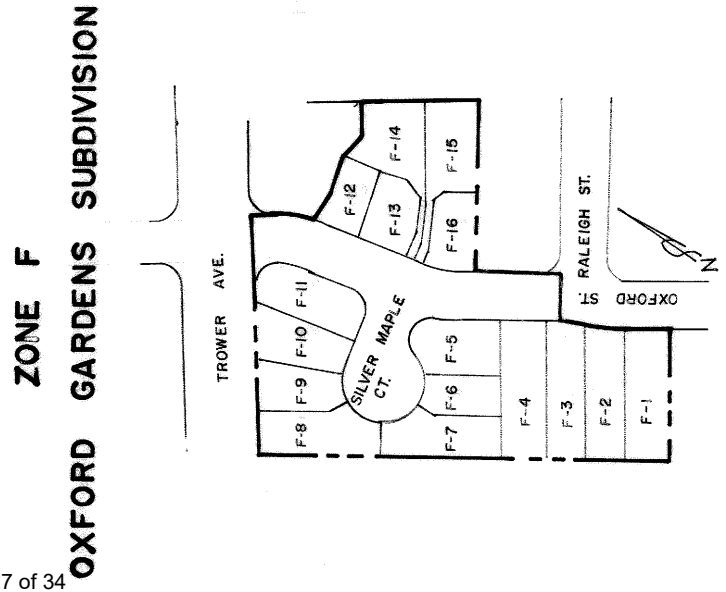 ZONE F
OXFORD GARDENS SUBDIVISION
TROWER AVE.
F-12
F-14
F-13
F-15
F-16
F-11
F-10
F-9
F-8
SILVER MAPLE
CT.
F-5
F-6
F-7
F-4
F-3
F-2
F-1
RALEIGH ST.
OXFORD
ST.
N
7 of 34